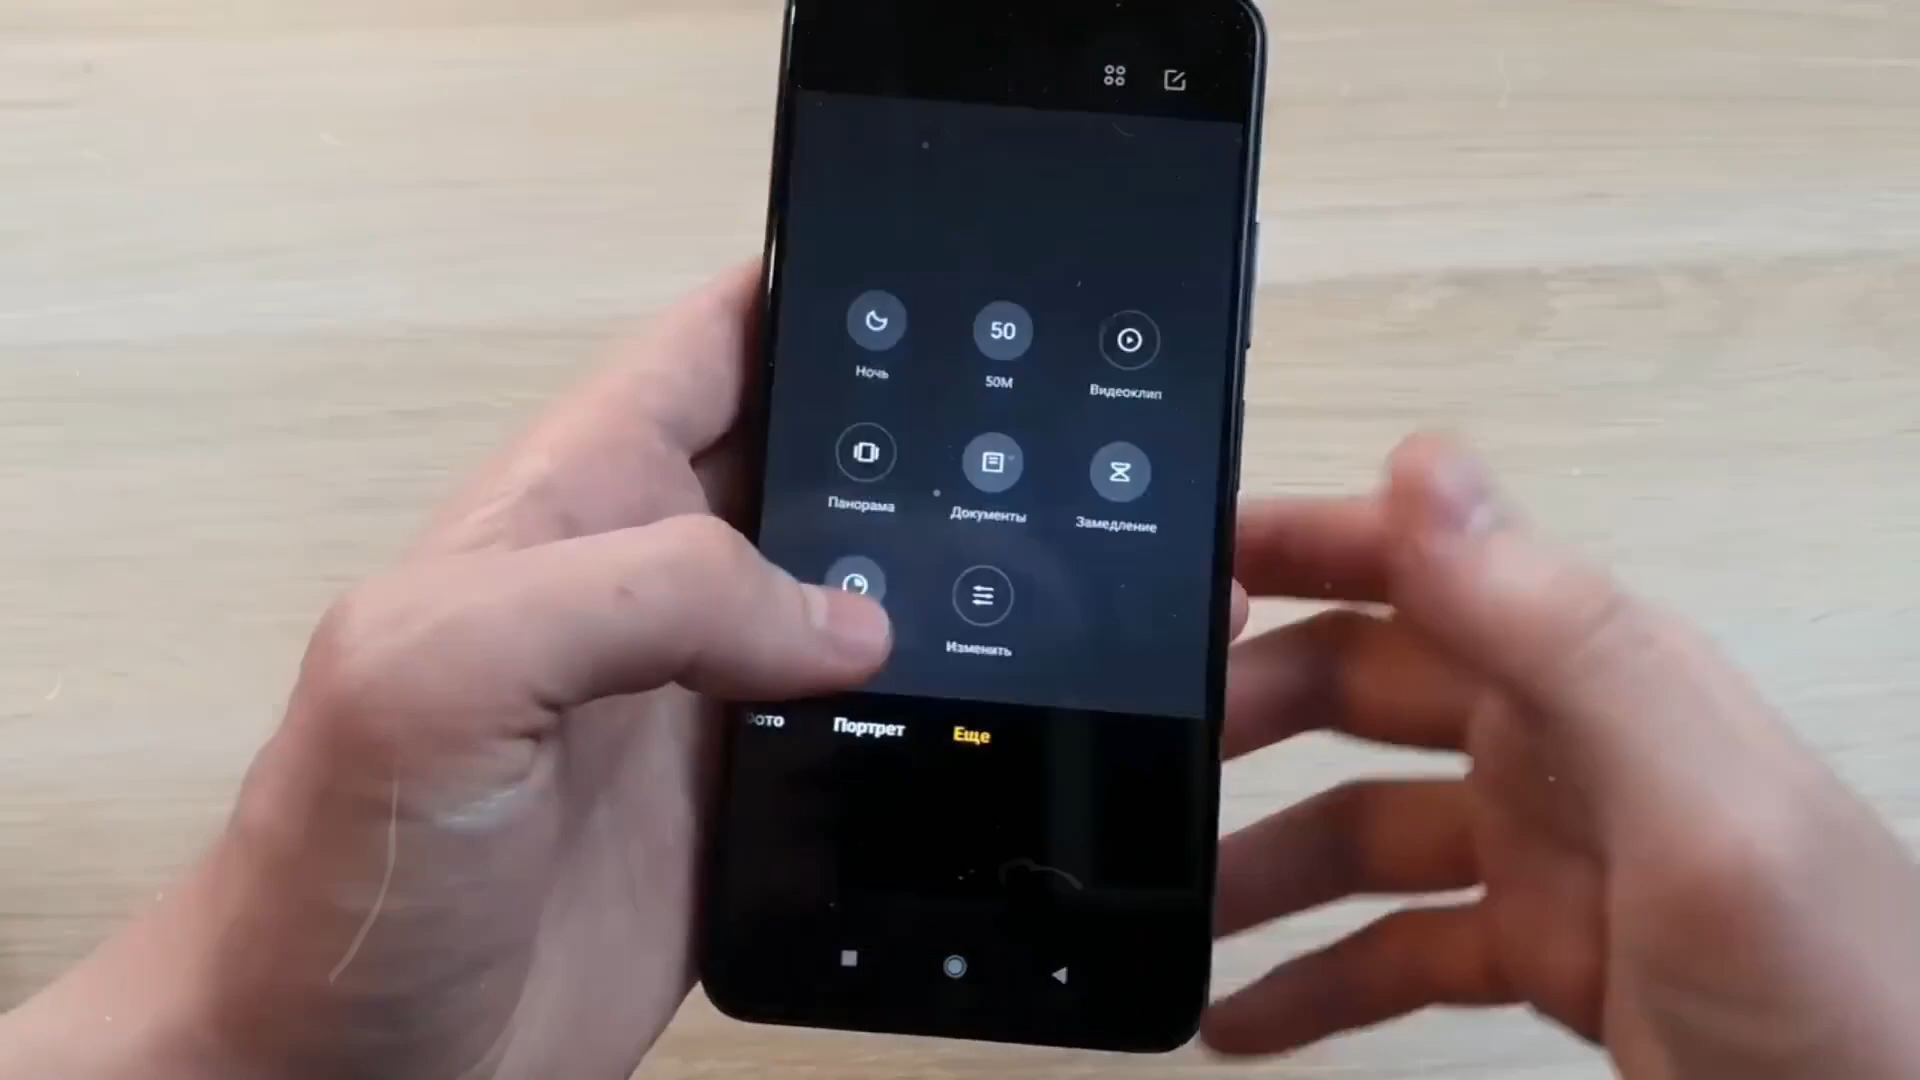 50
Ночь
50M
Видеоклип
Панорама
Документы
Замедление
Изменить
Портрет
Еще